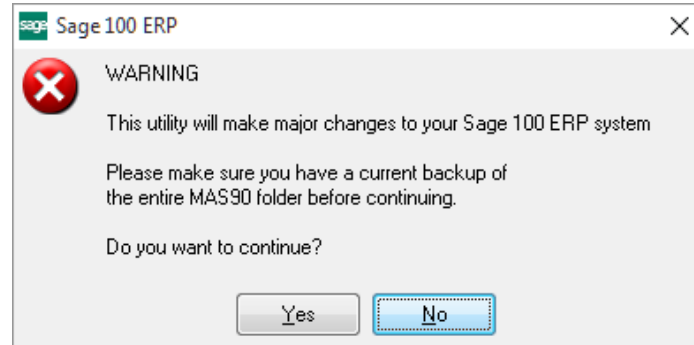 sage Sage 100 ERP
WARNING
This utility will make major changes to your Sage 100 ERP system
Please make sure you have a current backup of
the entire MAS90 folder before continuing.
Do you want to continue?
Yes
No